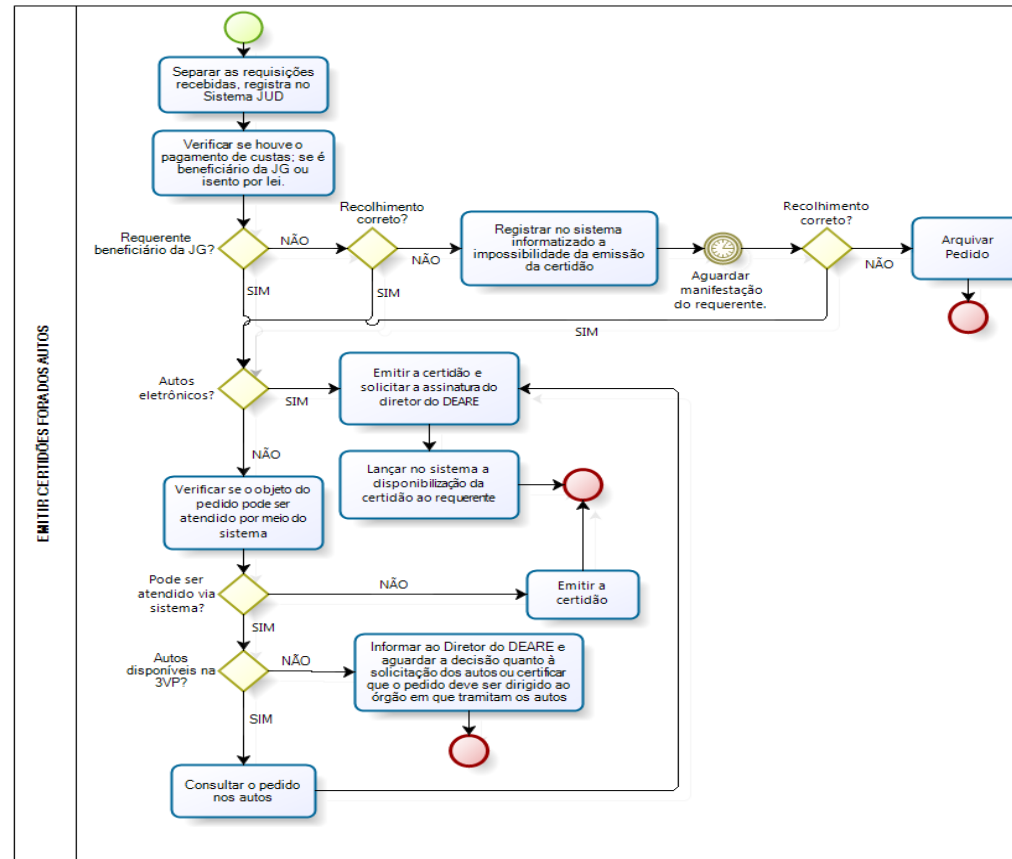 EMITIR CERTIDÕES FORA DOS AUTOS
Separar as requisições
recebidas, registra no
Sistema JUD
Verificar se houve o
pagamento de custas; se é
beneficiário da JG ou
isento por lei.
Requerente
beneficiário da JG?
NÃO
SIM
Recolhimento
correto?
NÃO
SIM
Registrar no sistema
informatizado a
impossibilidade da emissão
da certidão
Aguardar
manifestação
do requerente.
Recolhimento
correto?
NÃO
SIM
Arquivar
Pedido
Autos
eletrônicos?
SIM
NÃO
Emitir a certidão e
solicitar a assinatura do
diretor do DEARE
Lançar no sistema a
disponibilização da
certidão ao requerente
Verificar se o objeto do
pedido pode ser
atendido por meio do
sistema
Pode ser
atendido via
sistema?
NÃO
SIM
Emitir a
certidão
Autos
disponíveis na
3VP?
NÃO
SIM
Informar ao Diretor do DEARE e
aguardar a decisão quanto à
solicitação dos autos ou certificar
que o pedido deve ser dirigido ao
órgão em que tramitam os autos
Consultar o pedido
nos autos